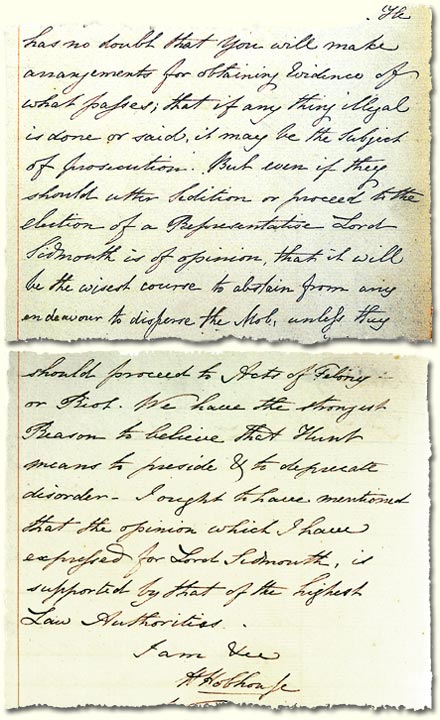 has no doubt that You will make
arrangements for obtaining Evidence of
what passes; that if any thing illegal
is done or said, it may be the subject
of prosecution. But even if they
should utter Sedition or proceed to the
election of a Representative Lord
Sidmouth is of opinion, that it will
be the wisest course to abstain from any
endeavour to disperse the Mob, unless they
should proceed to Acts of Felony
or Riot. We have the strongest
Reason to believe that Hunt
means to preside & to deprecate
disorder - I ought to have mentioned
that the opinion which I have
expressed for Lord Sidmouth, is
supported by that of the highest
Law Authorities.
I am &ce
H Hobhouse